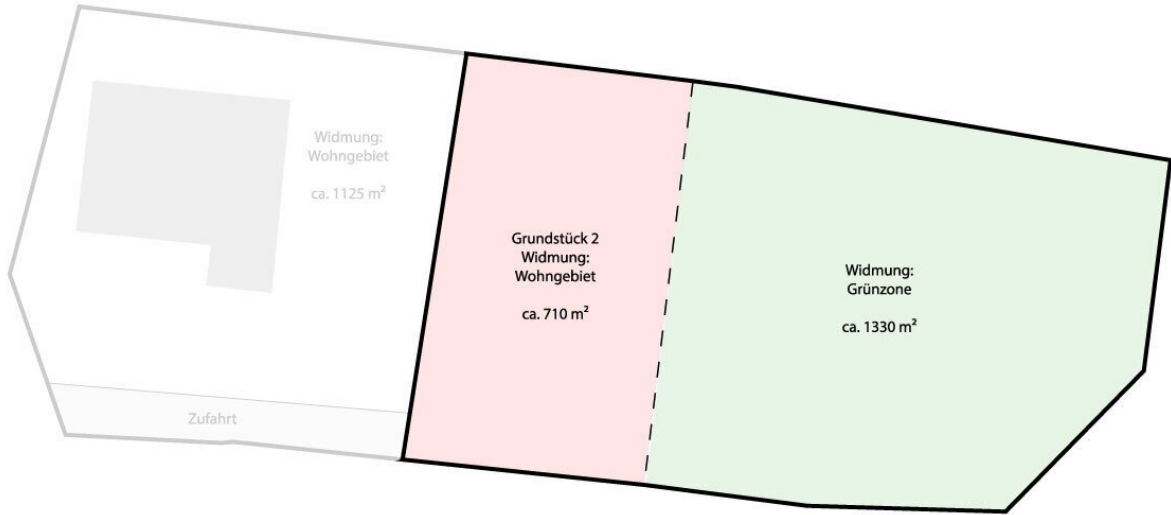 Widmung:
Wohngebiet
ca. 1125 m²
Zufahrt
Grundstück 2
Widmung:
Wohngebiet
ca. 710 m²
Widmung:
Grünzone
ca. 1330 m²